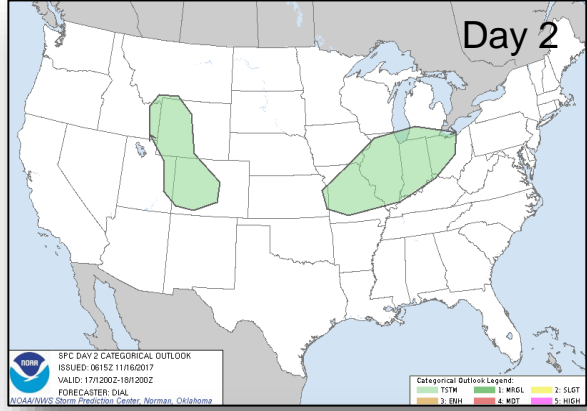 Day 2
NOAA
SPC DAY 2 CATEGORICAL OUTLOOK
ISSUED: 0615Z 11/16/2017
VALID: 17/1200Z-18/1200Z
FORECASTER: DIAL
NOAA/NWS Storm Prediction Center, Norman, Oklahoma
Categorical Outlook Legend:
TSTM 1: MRGL 2: SLGT
3: ENH 4: MDT 5: HIGH